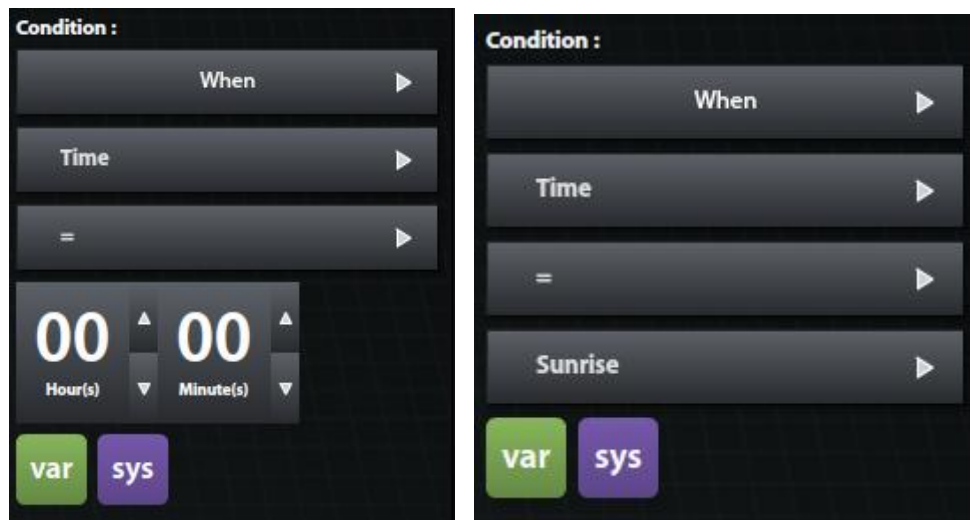 Condition :
When
Time
=
00 00
Hour(s) Minute(s)
var sys
Condition :
When
Time
=
Sunrise
var sys